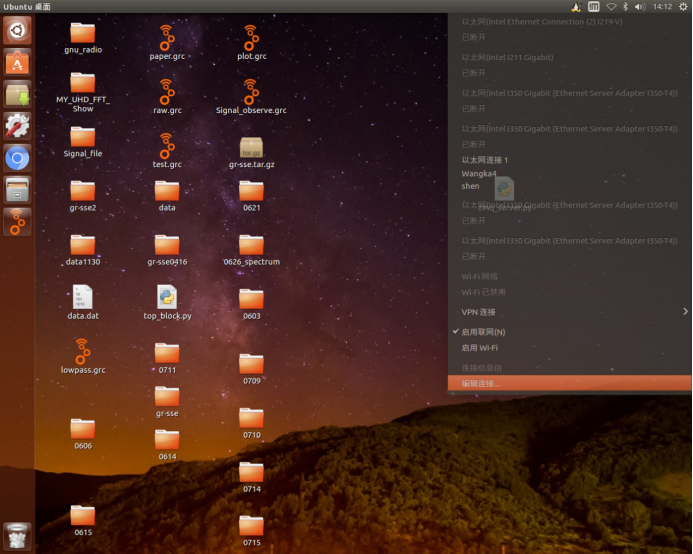 Ubuntu 桌面
14:12
gnu_radio
paper.grc
plot.grc
MY_UHD_FFT_
Show
raw.grc
Signal_observe.grc
Signal_file
test.grc
tar.gz
gr-sse.tar.gz
gr-sse2
data
0621
data1130
gr-sse0416
0626_spectrum
data.dat
top_block.py
0603
lowpass.grc
0711
0709
gr-sse
0606
0614
0710
0714
0615
0715
以太网(Intel Ethernet Connection (2) I219-V)
已断开
以太网(Intel I211 Gigabit)
已断开
以太网(Intel I350 Gigabit (Ethernet Server Adapter I350-T4))
已断开
以太网(Intel I350 Gigabit (Ethernet Server Adapter I350-T4))
已断开
以太网连接 1
Wangka4
shen
以太网(Intel I350 Gigabit (Ethernet Server Adapter I350-T4))
已断开
以太网(Intel I350 Gigabit (Ethernet Server Adapter I350-T4))
已断开
Wi-Fi 网络
Wi-Fi 已禁用
VPN 连接
启用联网(N)
启用 Wi-Fi
连接信息(I)
编辑连接...